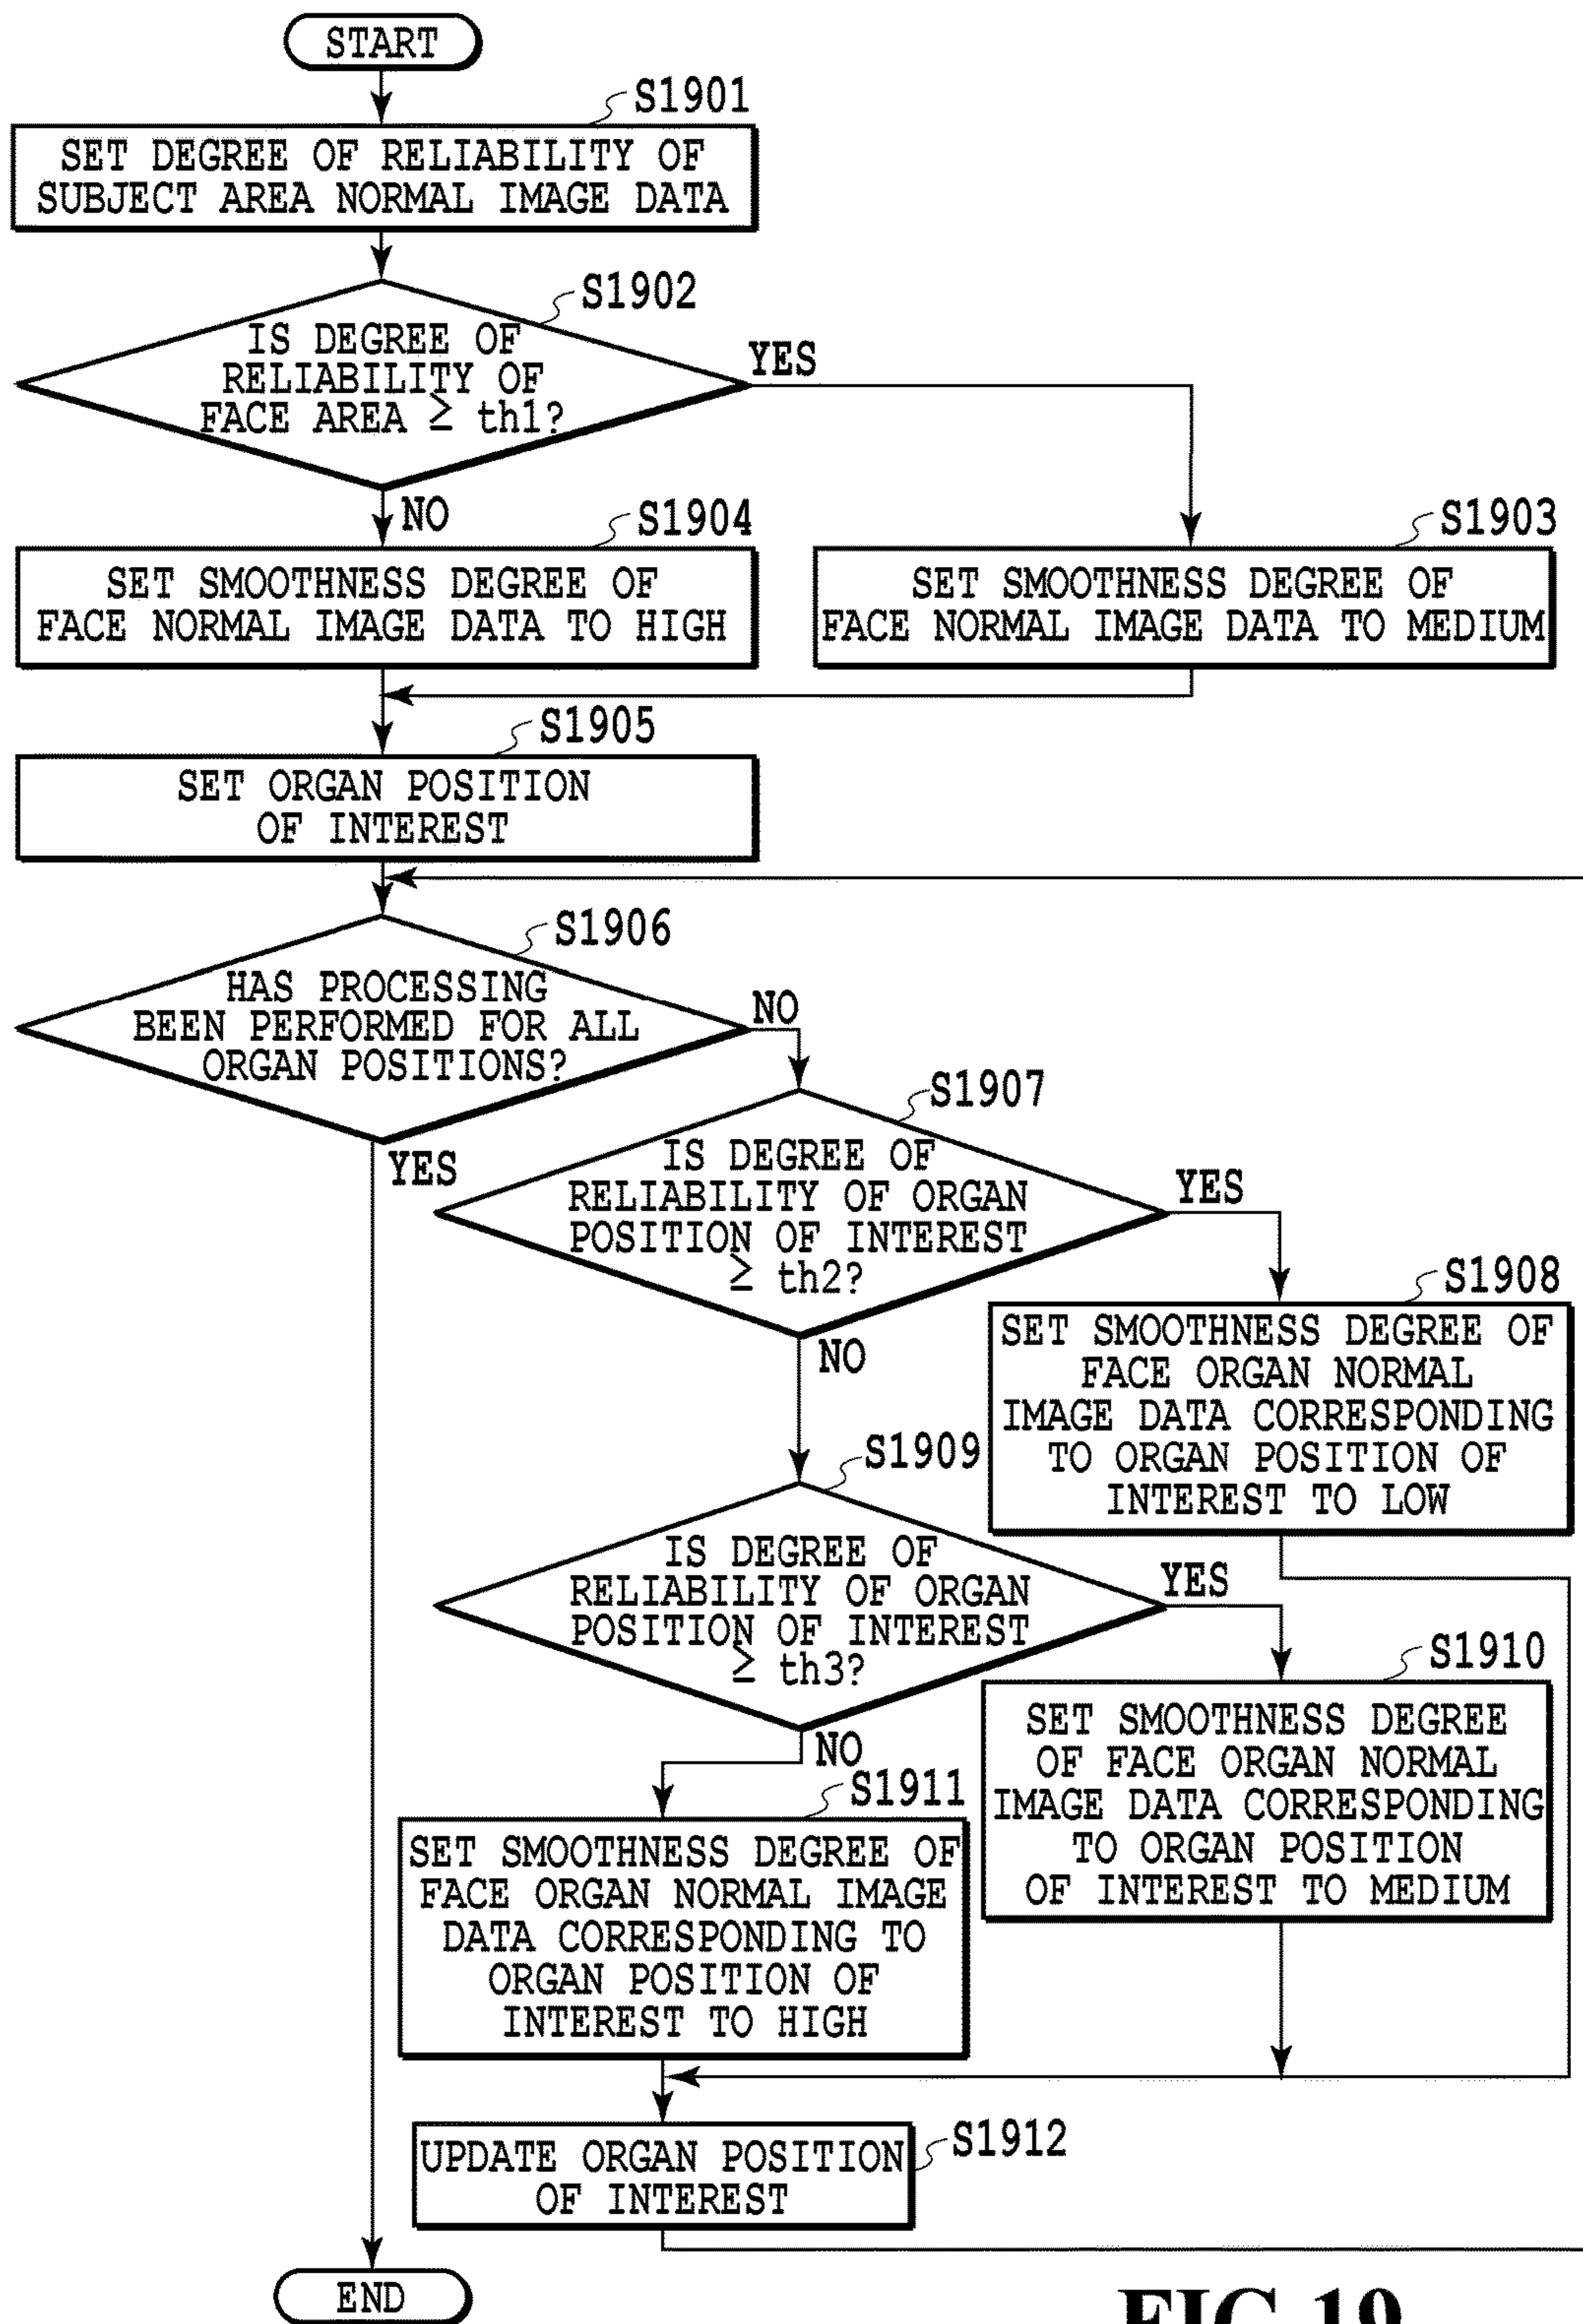 START
S1901
SET DEGREE OF RELIABILITY OF
SUBJECT AREA NORMAL IMAGE DATA
S1902
IS DEGREE OF
RELIABILITY OF
FACE AREA ≥ th1?
YES
NO
S1904
SET SMOOTHNESS DEGREE OF
FACE NORMAL IMAGE DATA TO HIGH
S1903
SET SMOOTHNESS DEGREE OF
FACE NORMAL IMAGE DATA TO MEDIUM
S1905
SET ORGAN POSITION
OF INTEREST
S1906
HAS PROCESSING
BEEN PERFORMED FOR ALL
ORGAN POSITIONS?
NO
YES
S1907
IS DEGREE OF
RELIABILITY OF ORGAN
POSITION OF INTEREST
≥ th2?
YES
NO
S1908
SET SMOOTHNESS DEGREE OF
FACE ORGAN NORMAL
IMAGE DATA CORRESPONDING
TO ORGAN POSITION OF
INTEREST TO LOW
S1909
IS DEGREE OF
RELIABILITY OF ORGAN
POSITION OF INTEREST
≥ th3?
YES
NO
S1910
SET SMOOTHNESS DEGREE
OF FACE ORGAN NORMAL
IMAGE DATA CORRESPONDING
TO ORGAN POSITION
OF INTEREST TO MEDIUM
S1911
SET SMOOTHNESS DEGREE OF
FACE ORGAN NORMAL IMAGE
DATA CORRESPONDING TO
ORGAN POSITION OF
INTEREST TO HIGH
S1912
UPDATE ORGAN POSITION
OF INTEREST
END
FIG.19